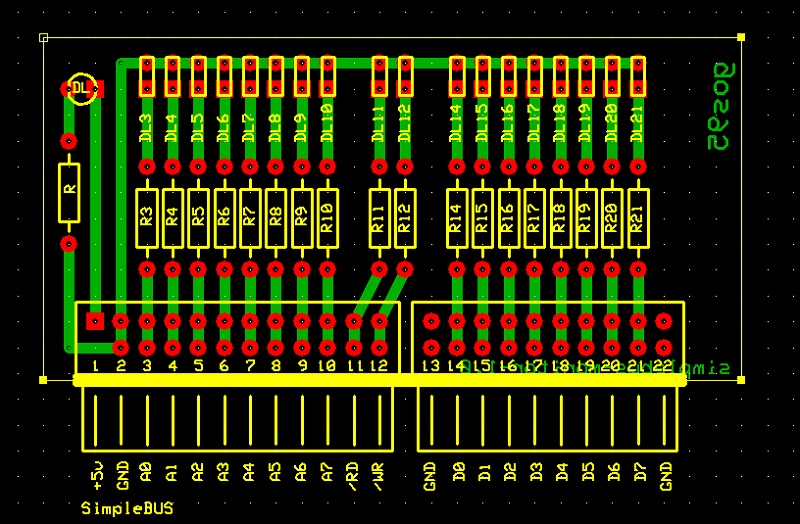 DL
DL3 DL4 DL5 DL6 DL7 DL8 DL9 DL10 DL11 DL12 DL14 DL15 DL16 DL17 DL18 DL19 DL20 DL21
R R3 R4 R5 R6 R7 R8 R9 R10 R11 R12 R14 R15 R16 R17 R18 R19 R20 R21
1 2 3 4 5 6 7 8 9 10 11 12 13 14 15 16 17 18 19 20 21 22
+5v GND A0 A1 A2 A3 A4 A5 A6 A7 /RD /WR GND D0 D1 D2 D3 D4 D5 D6 D7 GND
SimpleBUS